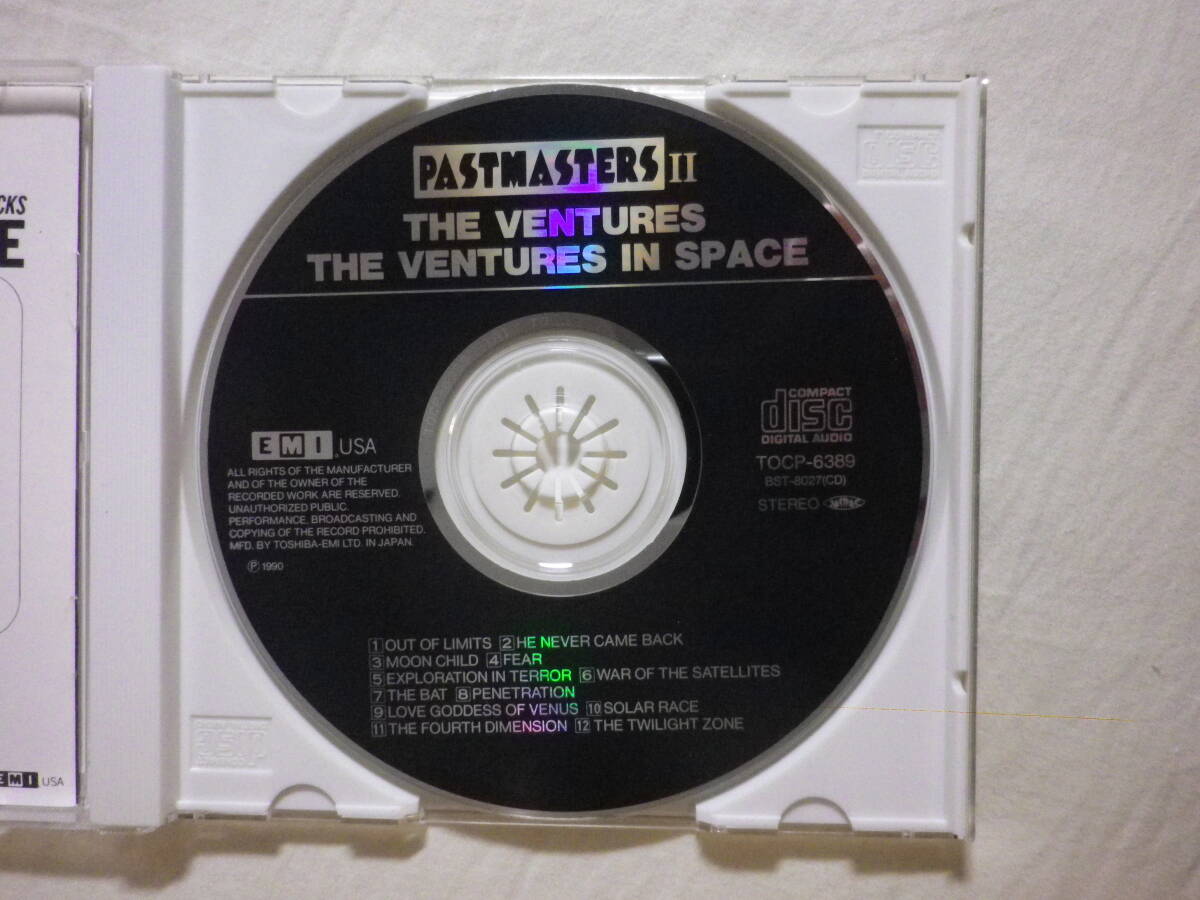 CKS
E
EMI USA
PASTMASTERS II
THE VENTURES
THE VENTURES IN SPACE
EMI USA
ALL RIGHTS OF THE MANUFACTURER
AND OF THE OWNER OF THE
RECORDED WORK ARE RESERVED.
UNAUTHORIZED PUBLIC
PERFORMANCE, BROADCASTING AND
COPYING OF THE RECORD PROHIBITED.
MFD. BY TOSHIBA-EMI LTD. IN JAPAN.
Ⓟ 1990
COMPACT
disc
DIGITAL AUDIO
TOCP-6389
BST-8027(CD)
STEREO
1 OUT OF LIMITS 2 HE NEVER CAME BACK
3 MOON CHILD 4 FEAR
5 EXPLORATION IN TERROR 6 WAR OF THE SATELLITES
7 THE BAT 8 PENETRATION
9 LOVE GODDESS OF VENUS 10 SOLAR RACE
11 THE FOURTH DIMENSION 12 THE TWILIGHT ZONE
DISC
DISC